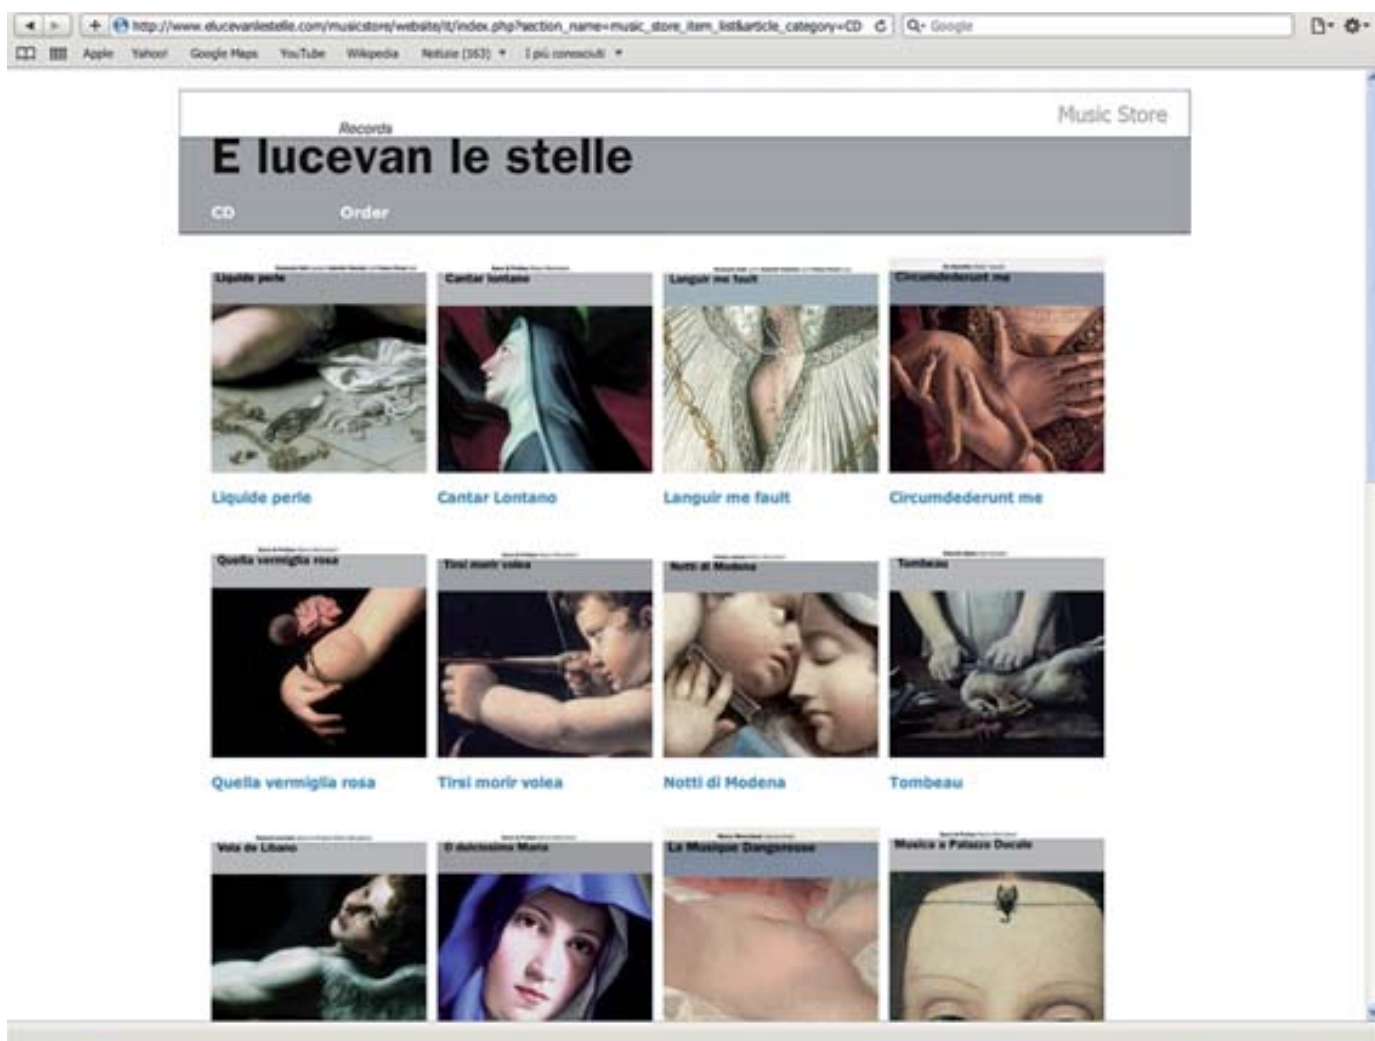 http://www.elucevanlestelle.com/musicstore/website/it/index.php?section_name=music_store_item_list&article_category=CD
Google
Apple Yahoo! Google Maps YouTube Wikipedia Notizie (163) I più conosciuti
Music Store
Records
E lucevan le stelle
CD Order
Liquide perle
Cantar lontano
Languir me fault
Circumdederunt me
Liquide perle
Cantar Lontano
Languir me fault
Circumdederunt me
Quella vermiglia rosa
Tirsi morir volea
Notti di Modena
Tombeau
Quella vermiglia rosa
Tirsi morir volea
Notti di Modena
Tombeau
Vola de Libano
O dulcissima Maria
La Musique Dangereuse
Musica a Palazzo Ducale